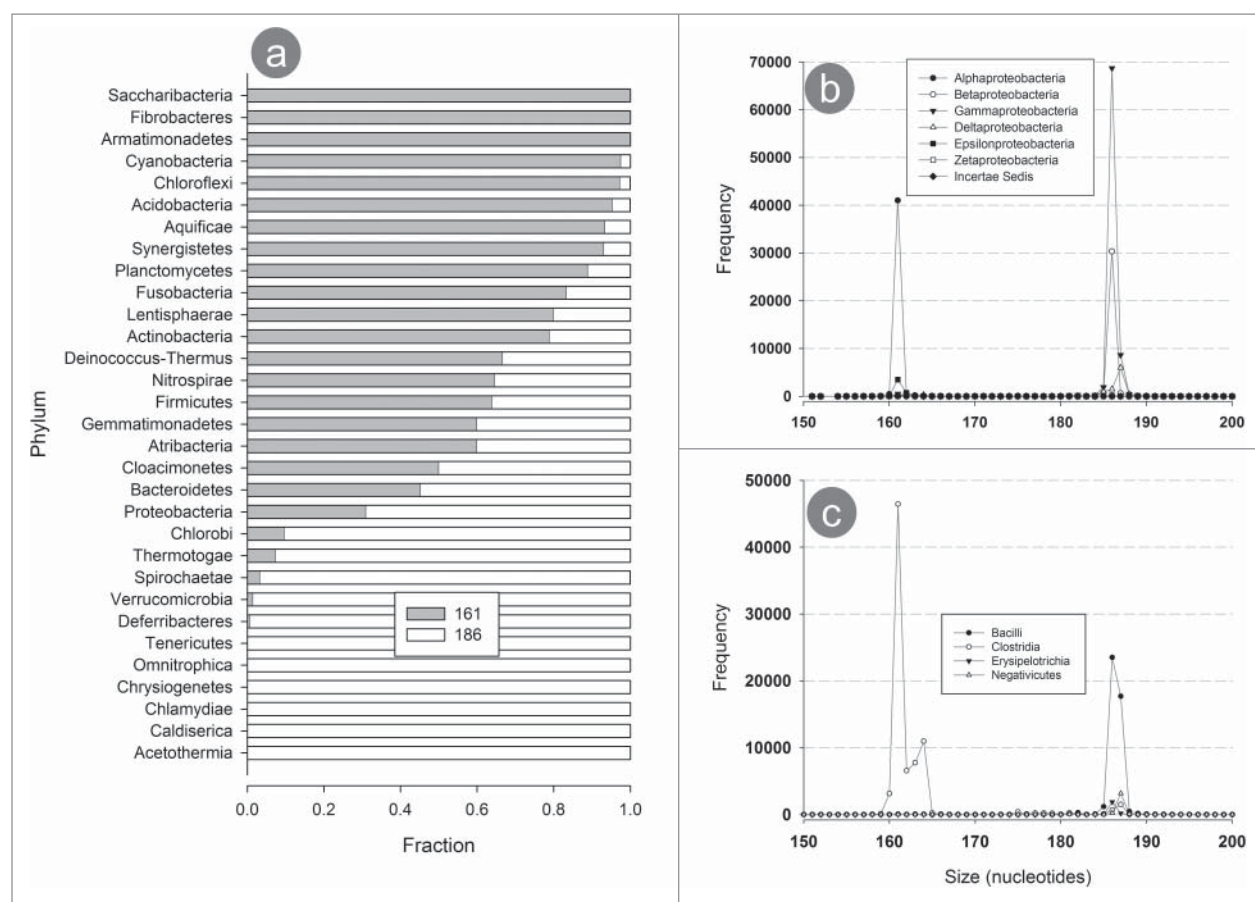 a
Saccharibacteria
Fibrobacteres
Armatimonadetes
Cyanobacteria
Chloroflexi
Acidobacteria
Aquificae
Synergistetes
Planctomycetes
Fusobacteria
Lentisphaerae
Actinobacteria
Deinococcus-Thermus
Nitrospirae
Firmicutes
Gemmatimonadetes
Atribacteria
Cloacimonetes
Bacteroidetes
Proteobacteria
Chlorobi
Thermotogae
Spirochaetae
Verrucomicrobia
Deferribacteres
Tenericutes
Omnitrophica
Chrysiogenetes
Chlamydiae
Caldiserica
Acetothermia
Phylum
161
186
0.0 0.2 0.4 0.6 0.8 1.0
Fraction
b
70000
60000
50000
40000
30000
20000
10000
0
Frequency
Alphaproteobacteria
Betaproteobacteria
Gammaproteobacteria
Deltaproteobacteria
Epsilonproteobacteria
Zetaproteobacteria
Incertae Sedis
150 160 170 180 190 200
c
50000
40000
30000
20000
10000
0
Frequency
Bacilli
Clostridia
Erysipelotrichia
Negativicutes
150 160 170 180 190 200
Size (nucleotides)